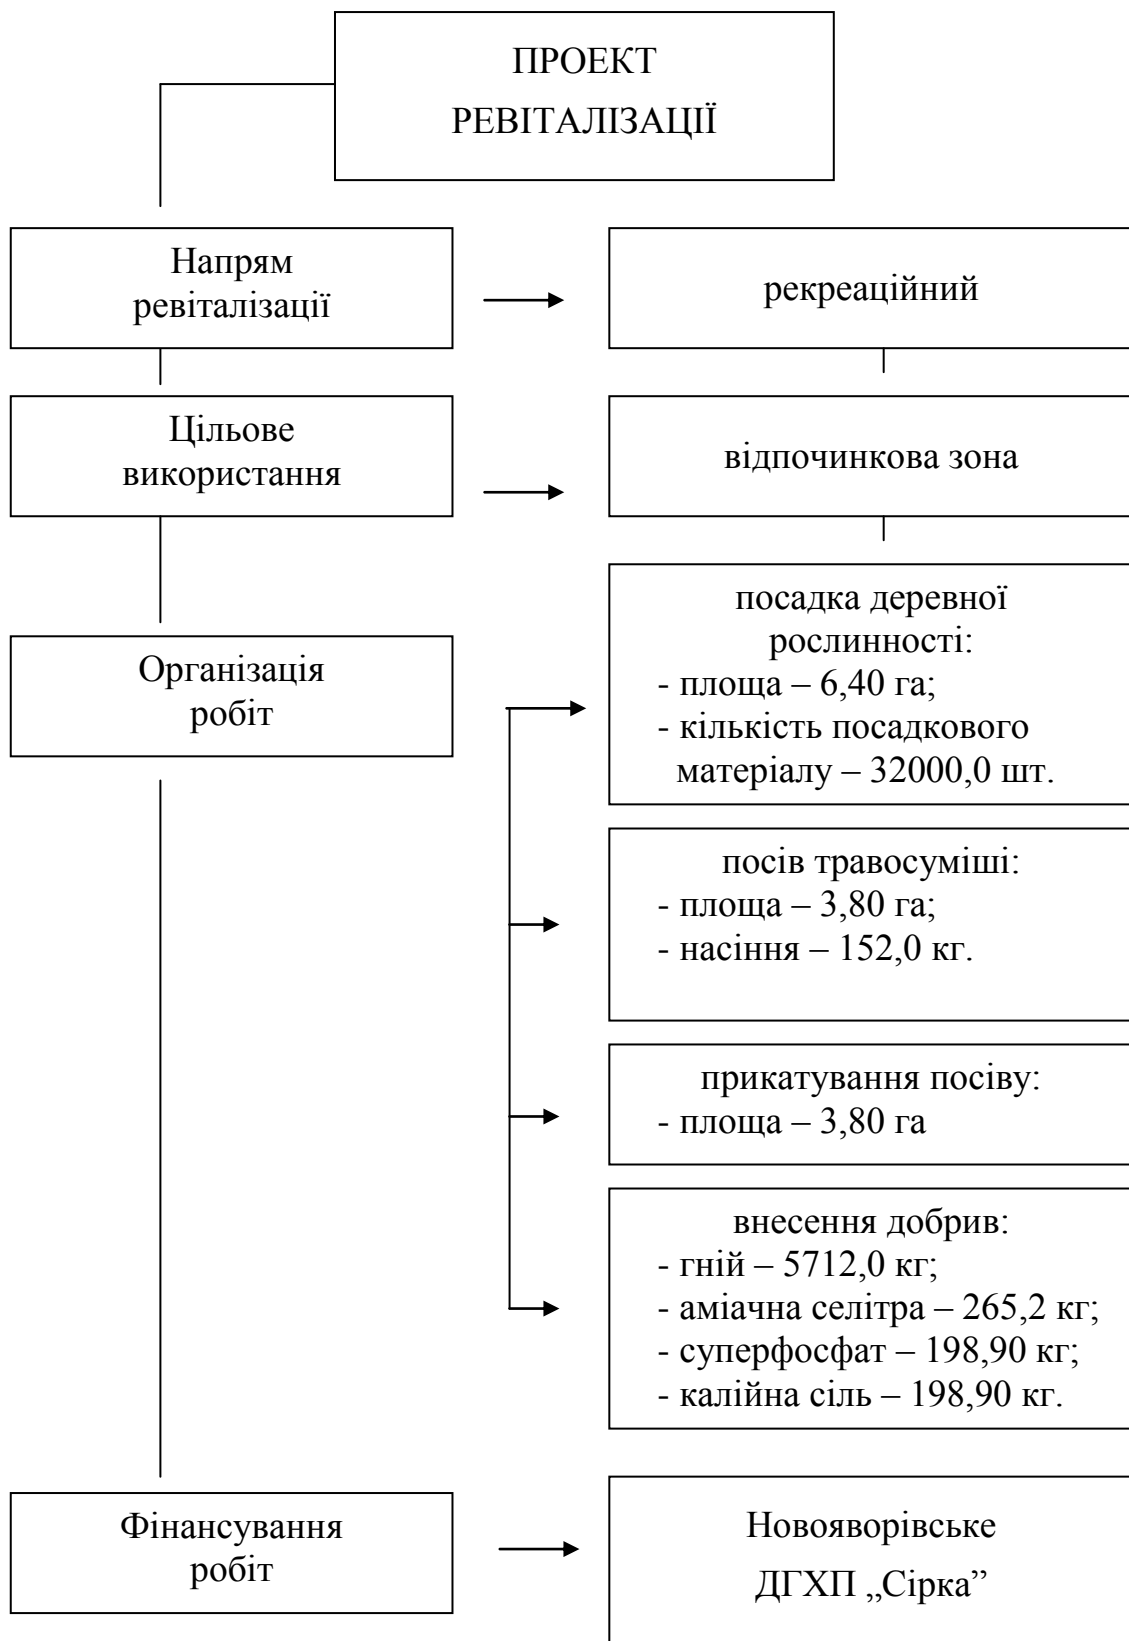 ПРОЕКТ
РЕВІТАЛІЗАЦІЇ
Напрям
ревіталізації
рекреаційний
Цільове
використання
відпочинкова зона
Організація
робіт
посадка деревної
рослинності:
- площа – 6,40 га;
- кількість посадкового
матеріалу – 32000,0 шт.
посів травосуміші:
- площа – 3,80 га;
- насіння – 152,0 кг.
прикатування посіву:
- площа – 3,80 га
внесення добрив:
- гній – 5712,0 кг;
- аміачна селітра – 265,2 кг;
- суперфосфат – 198,90 кг;
- калійна сіль – 198,90 кг.
Фінансування
робіт
Новояворівське
ДГХП „Сірка”